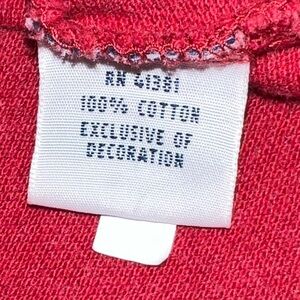 RN 41381
100% COTTON
EXCLUSIVE OF
DECORATION